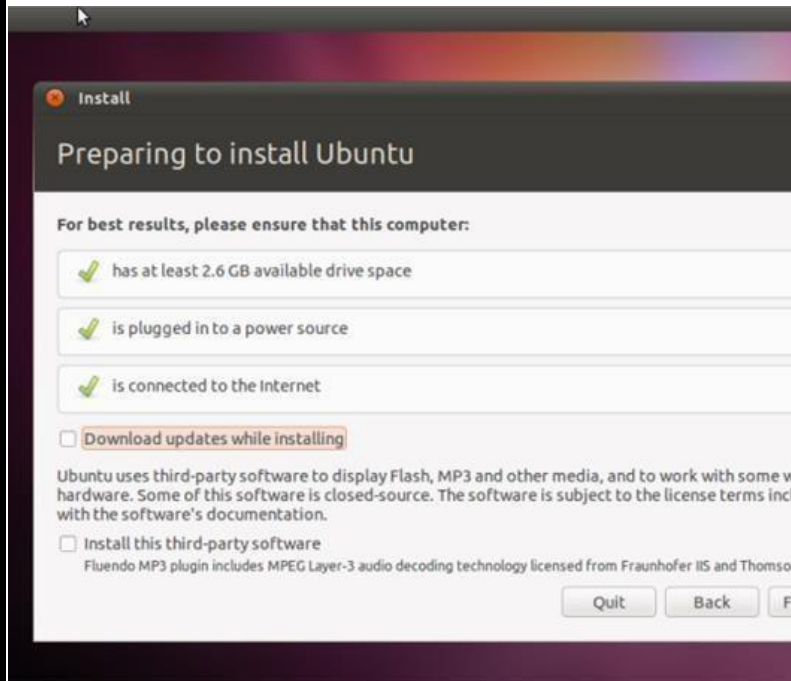 Install
Preparing to install Ubuntu
For best results, please ensure that this computer:
has at least 2.6 GB available drive space
is plugged in to a power source
is connected to the Internet
Download updates while installing
Ubuntu uses third-party software to display Flash, MP3 and other media, and to work with some
hardware. Some of this software is closed-source. The software is subject to the license terms
with the software's documentation.
Install this third-party software
Fluendo MP3 plugin includes MPEG Layer-3 audio decoding technology licensed from Fraunhofer IIS and
Quit Back